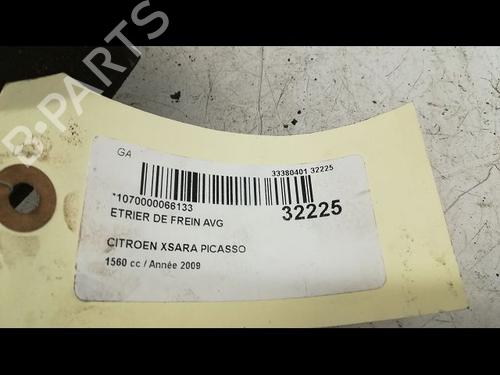 B-PARTS
GA
33380401 32225
*1070000066133
32225
ETRIER DE FREIN AVG
CITROEN XSARA PICASSO
1560 cc / Année 2009